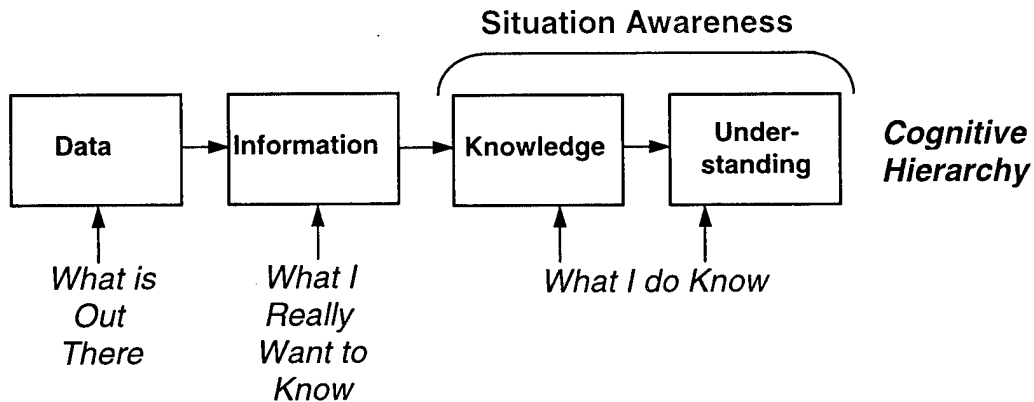 Situation Awareness
Data
Information
Knowledge
Under-
standing
Cognitive
Hierarchy
What is
Out
There
What I
Really
Want to
Know
What I do Know